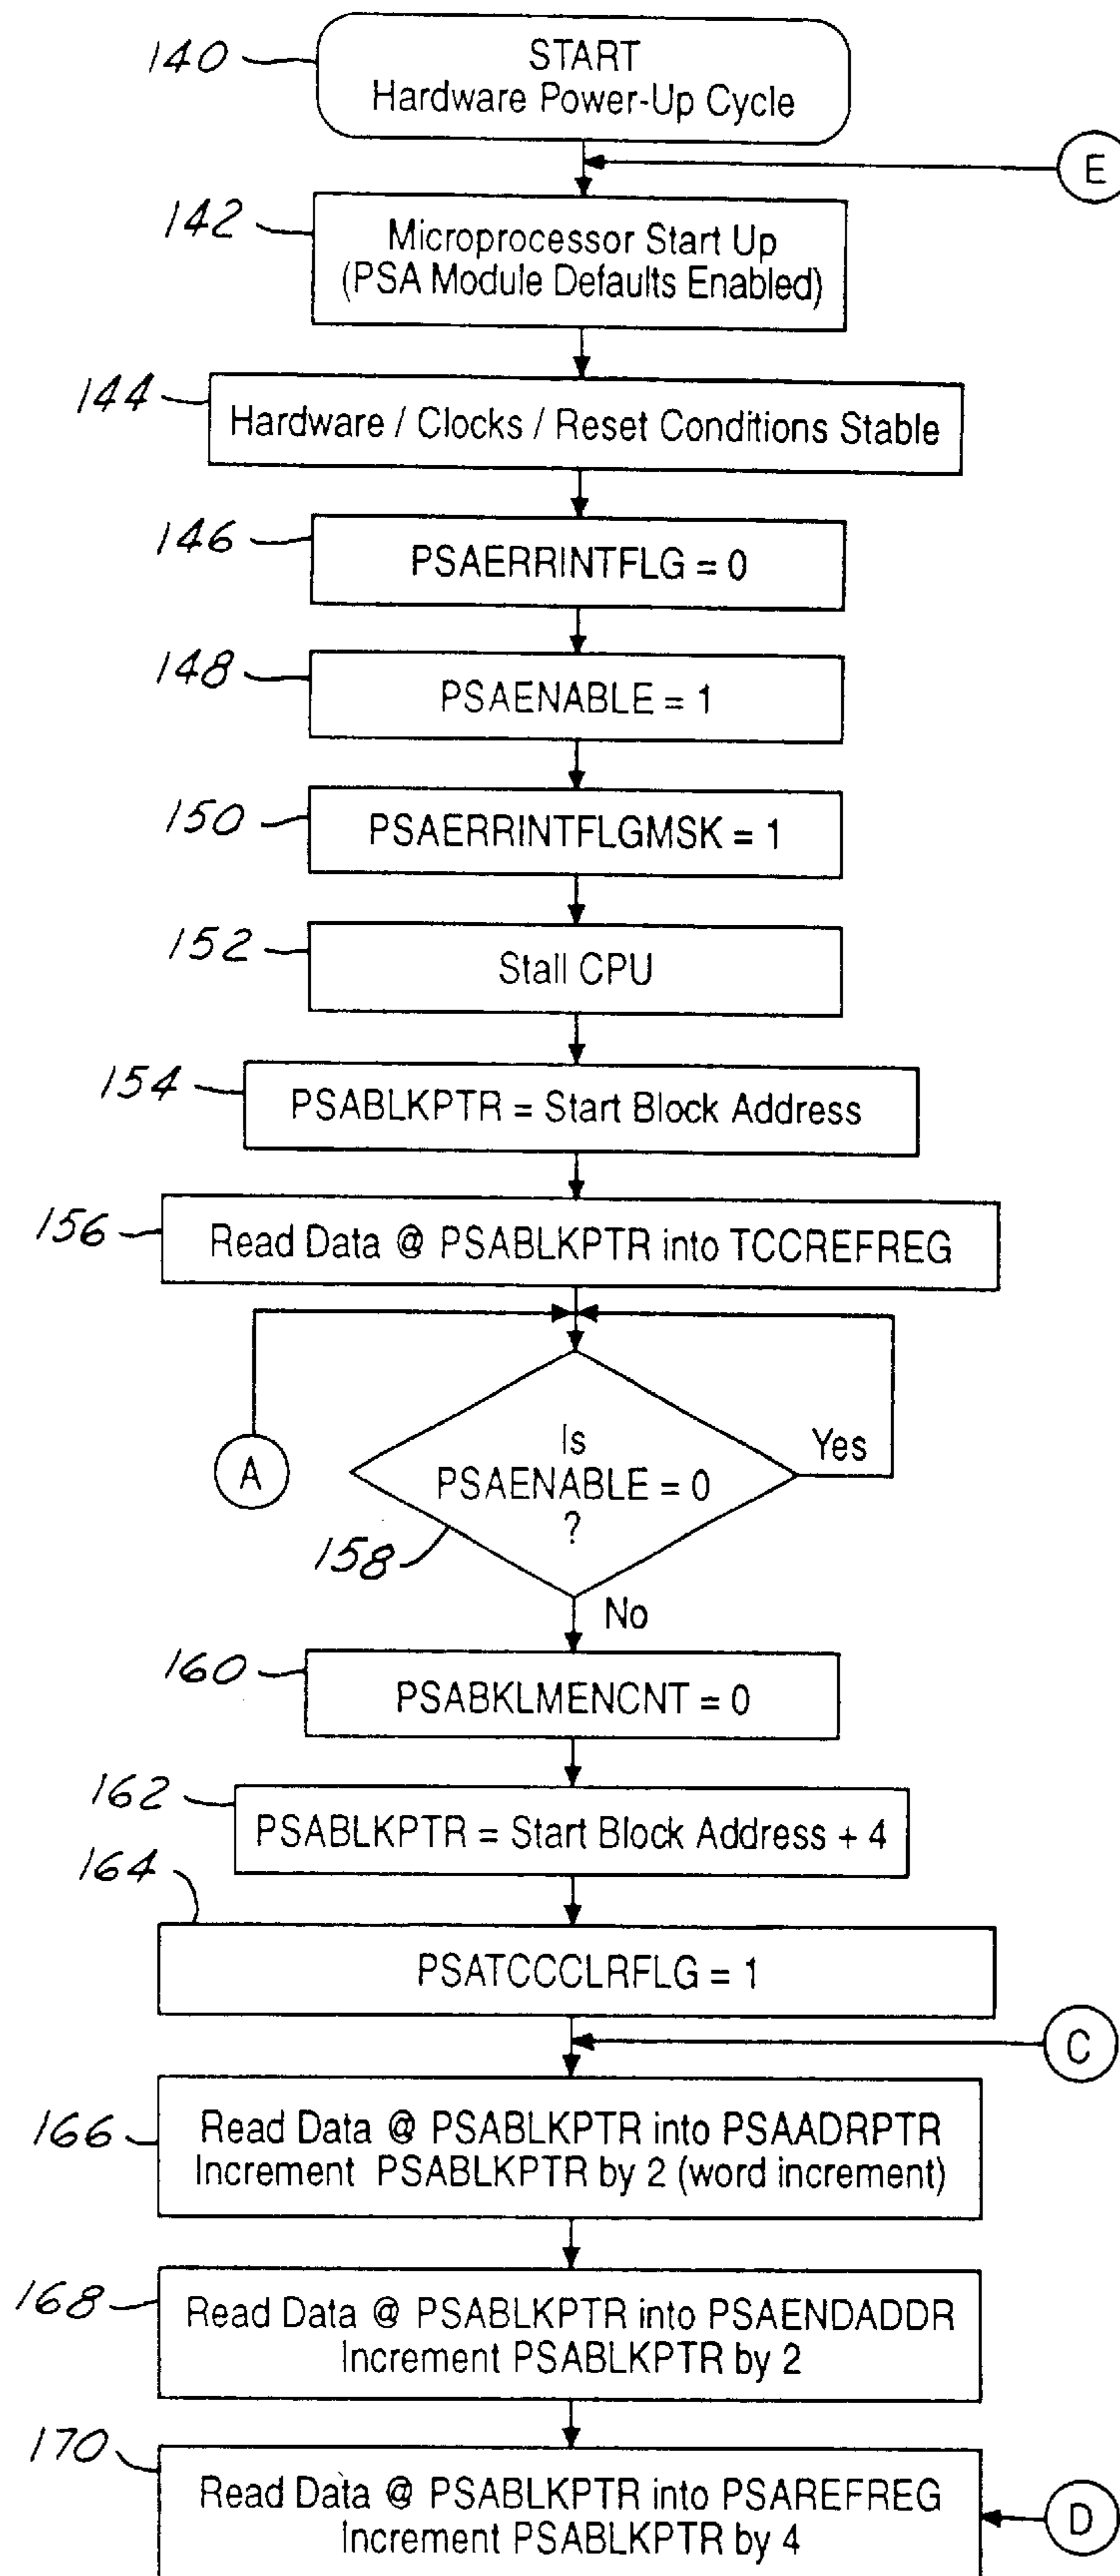 140
START
Hardware Power-Up Cycle
E
142
Microprocessor Start Up
(PSA Module Defaults Enabled)
144
Hardware / Clocks / Reset Conditions Stable
146
PSAERRINTFLG = 0
148
PSAENABLE = 1
150
PSAERRINTFLGMSK = 1
152
Stall CPU
154
PSABLKPTR = Start Block Address
156
Read Data @ PSABLKPTR into TCCREFREG
A
Is
PSAENABLE = 0
?
Yes
158
No
160
PSABKLMENCNT = 0
162
PSABLKPTR = Start Block Address + 4
164
PSATCCCLRFLG = 1
C
166
Read Data @ PSABLKPTR into PSAADRPTR
Increment PSABLKPTR by 2 (word increment)
168
Read Data @ PSABLKPTR into PSAENDADDR
Increment PSABLKPTR by 2
170
Read Data @ PSABLKPTR into PSAREFREG
Increment PSABLKPTR by 4
D